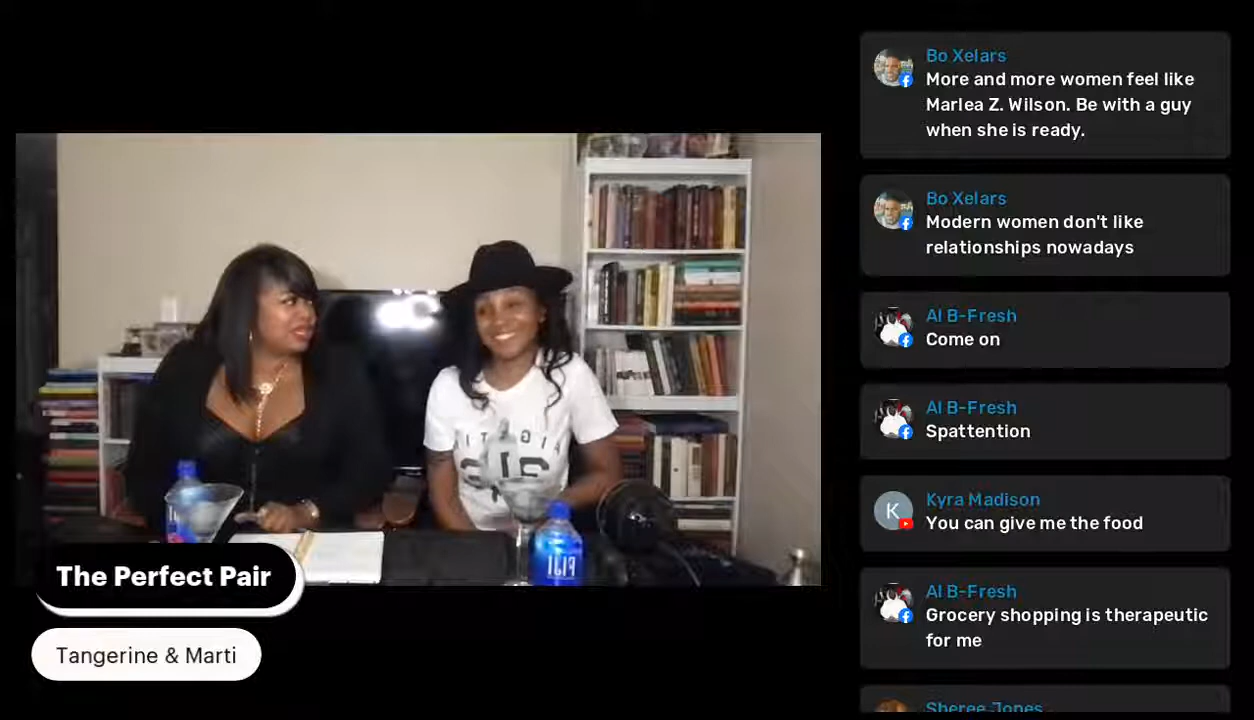 Bo Xelars
More and more women feel like
Marlea Z. Wilson. Be with a guy
when she is ready.
Bo Xelars
Modern women don't like
relationships nowadays
Al B-Fresh
Come on
Al B-Fresh
Spattention
K
Kyra Madison
You can give me the food
Al B-Fresh
Grocery shopping is therapeutic
for me
Sheree Jones
FIJI
The Perfect Pair
Tangerine & Marti